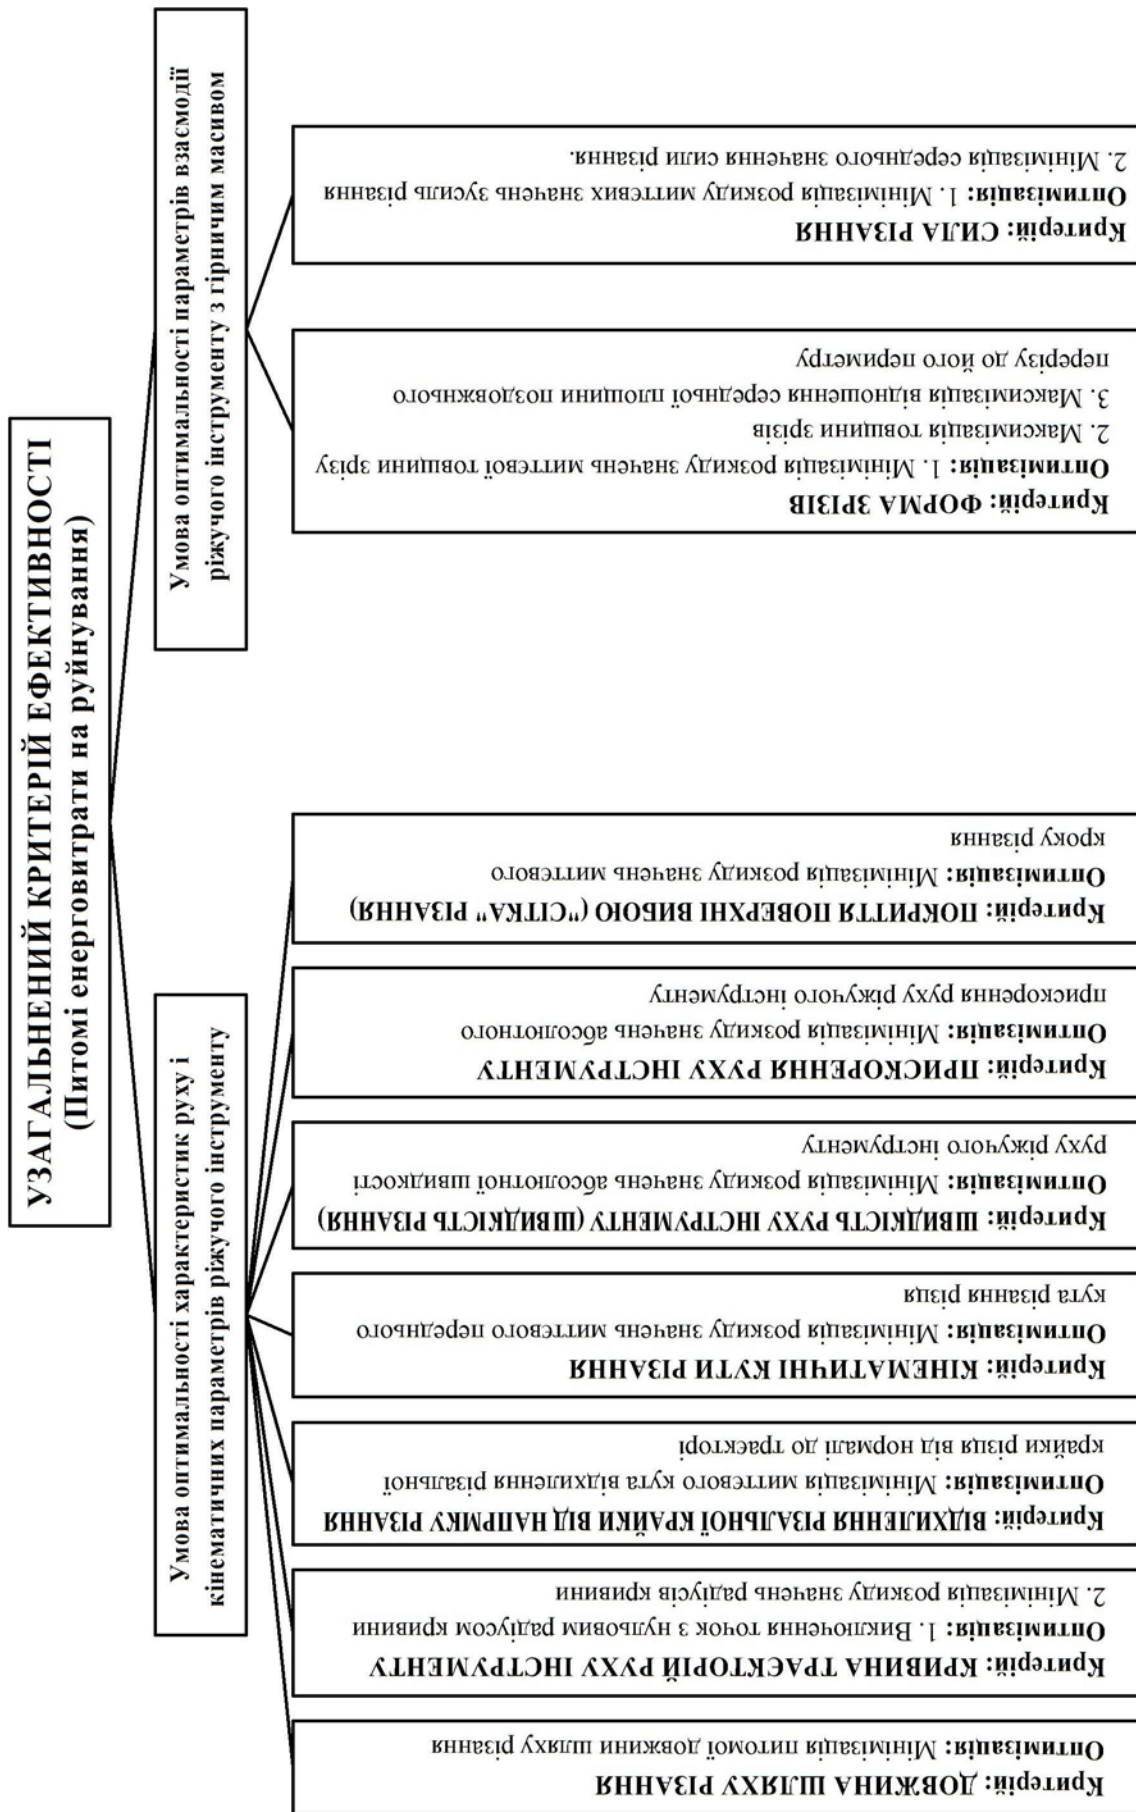 УЗАГАЛЬНЕНИЙ КРИТЕРІЙ ЕФЕКТИВНОСТІ
(Питомі енерговитрати на руйнування)
Умова оптимальності характеристик руху і
кінематичних параметрів ріжучого інструменту
Умова оптимальності параметрів взаємодії
ріжучого інструменту з гірничим масивом
Критерій: ДОВЖИНА ШЛЯХУ РІЗАННЯ
Оптимізація: Мінімізація питомої довжини шляху різання
Критерій: КРИВИНА ТРАЄКТОРІЙ РУХУ ІНСТРУМЕНТУ
Оптимізація: 1. Виключення точок з нульовим радіусом кривини
2. Мінімізація розкиду значень радіусів кривини
Критерій: ВІДХИЛЕННЯ РІЗАЛЬНОЇ КРАЙКИ ВІД НАПРМКУ РІЗАННЯ
Оптимізація: Мінімізація миттєвого кута відхилення різальної
крайки різця від нормалі до траєкторі
Критерій: КІНЕМАТИЧНІ КУТИ РІЗАННЯ
Оптимізація: Мінімізація розкиду значень миттєвого переднього
кута різання різця
Критерій: ШВИДКІСТЬ РУХУ ІНСТРУМЕНТУ (ШВИДКІСТЬ РІЗАННЯ)
Оптимізація: Мінімізація розкиду значень абсолютної швидкості
руху ріжучого інструменту
Критерій: ПРИСКОРЕННЯ РУХУ ІНСТРУМЕНТУ
Оптимізація: Мінімізація розкиду значень абсолютного
прискорення руху ріжучого інструменту
Критерій: ПОКРИТТЯ ПОВЕРХНІ ВИБОЮ ("СІТКА" РІЗАННЯ)
Оптимізація: Мінімізація розкиду значень миттєвого
кроку різання
Критерій: ФОРМА ЗРІЗІВ
Оптимізація: 1. Мінімізація розкиду значень миттєвої товщини зрізу
2. Максимізація товщини зрізів
3. Максимізація відношення середньої площини поздовжнього
перерізу до його периметру
Критерій: СИЛА РІЗАННЯ
Оптимізація: 1. Мінімізація розкиду миттєвих значень зусиль різання
2. Мінімізація середнього значення сили різання.